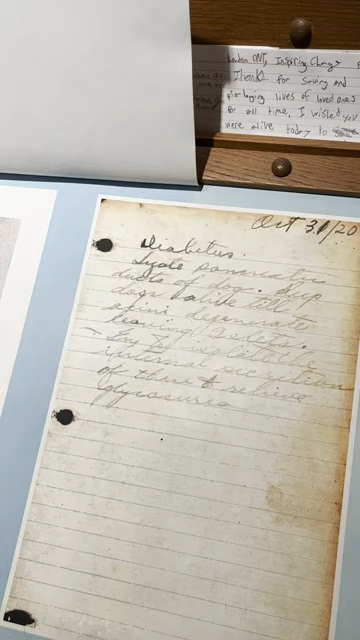 London ONT, Inspiring Change
Thank for Saving and
prolonging lives of loved ones
for all time, I wished you
were alive today to
Oct 31/20
Diabetus.
Ligate pancreatic
ducts of dog. Keep
dogs alive till
acini degenerate
leaving Islets.
Try to isolate the
internal secretion
of these & relieve
glycosurea